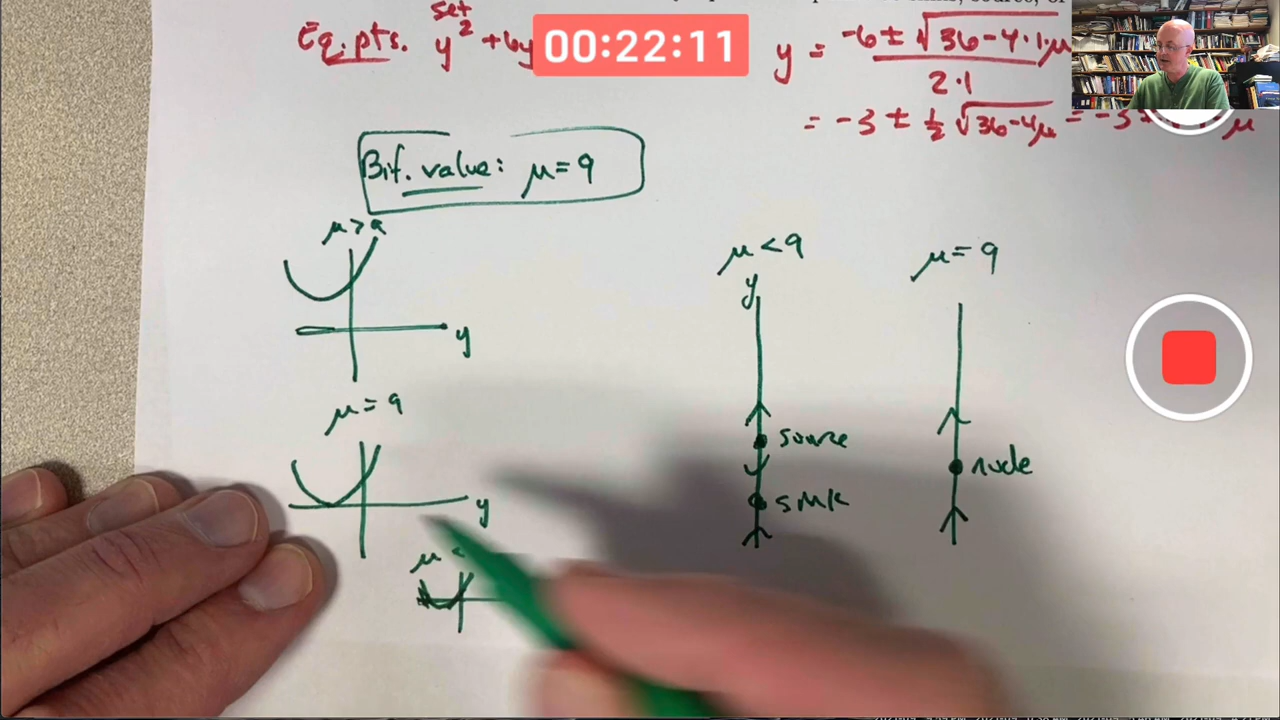 set
Eq. pts. y² + 6y
00:22:11
y = -6 ± √36-4·1·μ
2·1
= -3 ± ½ √36-4μ = -3
μ
Bif. value: μ = 9
μ > 9
y
μ = 9
y
μ <
μ < 9
y
source
sink
μ = 9
node